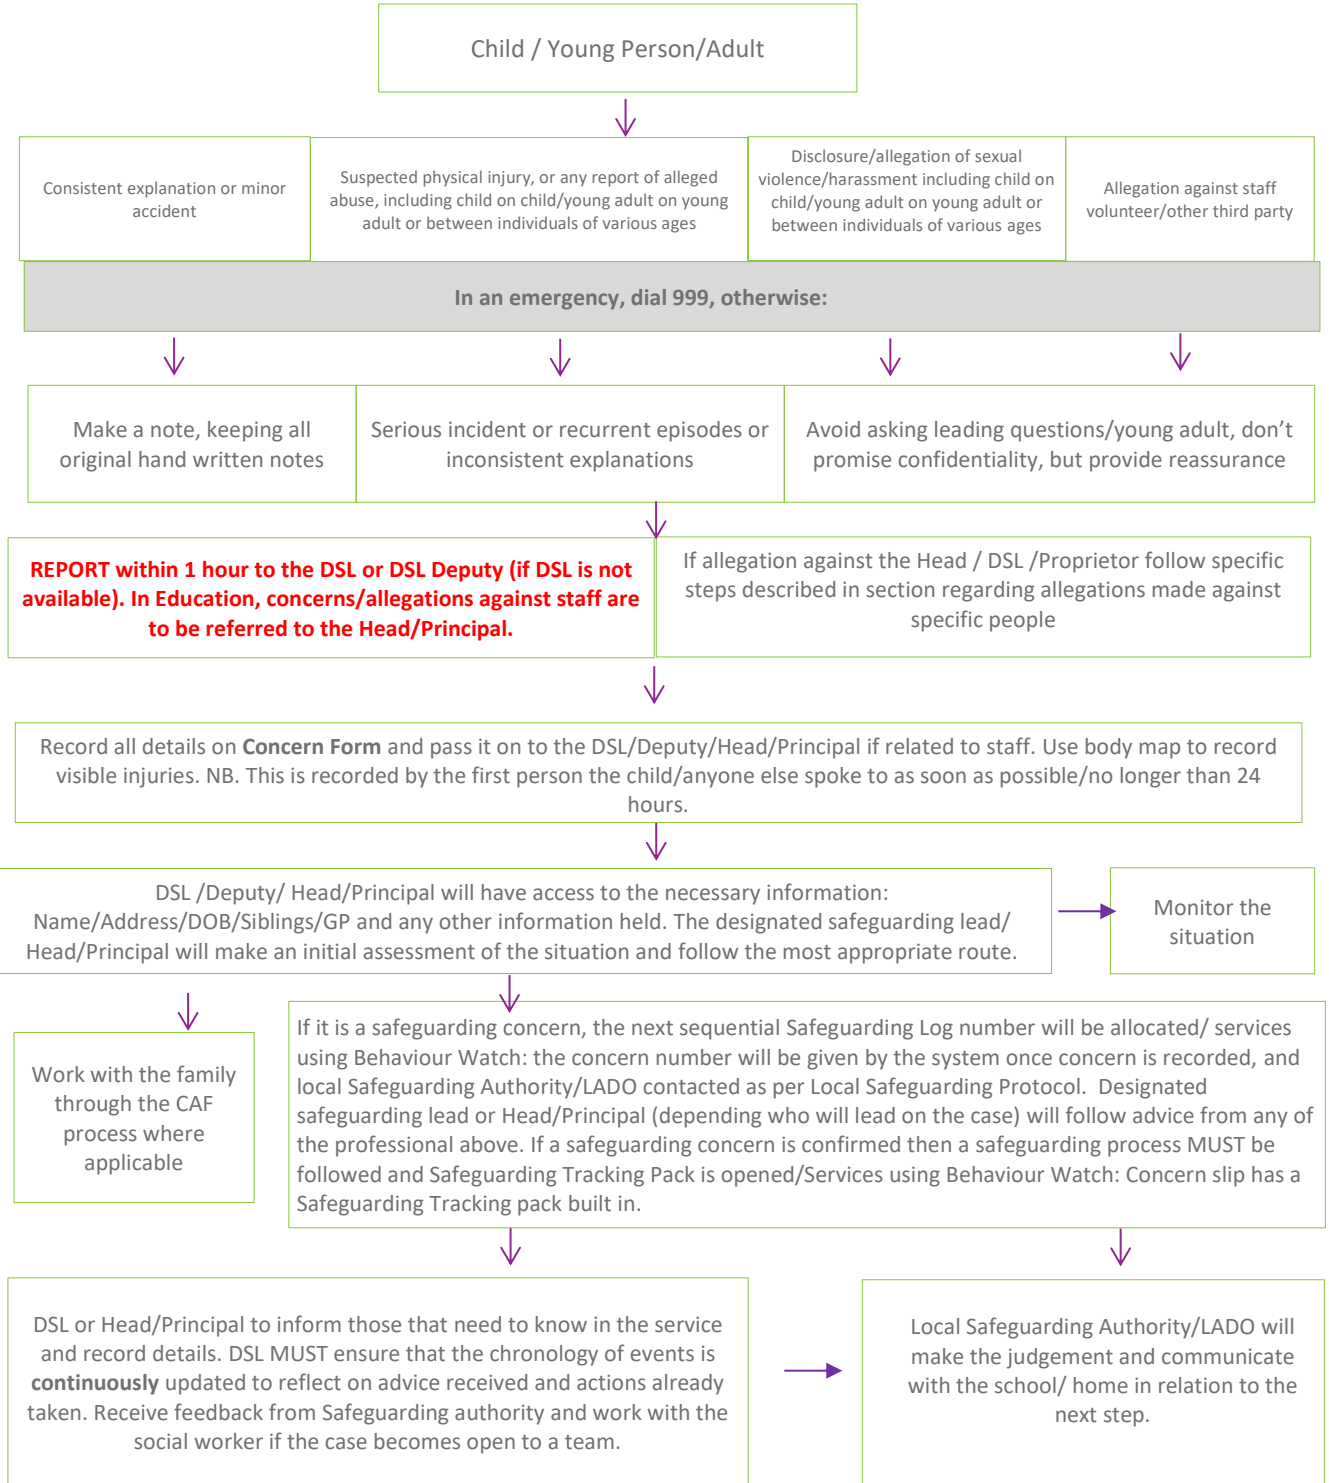 Child / Young Person/Adult
Consistent explanation or minor
accident
Suspected physical injury, or any report of alleged
abuse, including child on child/young adult on young
adult or between individuals of various ages
Disclosure/allegation of sexual
violence/harassment including child on
child/young adult on young adult or
between individuals of various ages
Allegation against staff
volunteer/other third party
In an emergency, dial 999, otherwise:
Make a note, keeping all
original hand written notes
Serious incident or recurrent episodes or
inconsistent explanations
Avoid asking leading questions/young adult, don’t
promise confidentiality, but provide reassurance
REPORT within 1 hour to the DSL or DSL Deputy (if DSL is not
available). In Education, concerns/allegations against staff are
to be referred to the Head/Principal.
If allegation against the Head / DSL /Proprietor follow specific
steps described in section regarding allegations made against
specific people
Record all details on Concern Form and pass it on to the DSL/Deputy/Head/Principal if related to staff. Use body map to record
visible injuries. NB. This is recorded by the first person the child/anyone else spoke to as soon as possible/no longer than 24
hours.
DSL /Deputy/ Head/Principal will have access to the necessary information:
Name/Address/DOB/Siblings/GP and any other information held. The designated safeguarding lead/
Head/Principal will make an initial assessment of the situation and follow the most appropriate route.
Monitor the
situation
Work with the family
through the CAF
process where
applicable
If it is a safeguarding concern, the next sequential Safeguarding Log number will be allocated/ services
using Behaviour Watch: the concern number will be given by the system once concern is recorded, and
local Safeguarding Authority/LADO contacted as per Local Safeguarding Protocol.  Designated
safeguarding lead or Head/Principal (depending who will lead on the case) will follow advice from any of
the professional above. If a safeguarding concern is confirmed then a safeguarding process MUST be
followed and Safeguarding Tracking Pack is opened/Services using Behaviour Watch: Concern slip has a
Safeguarding Tracking pack built in.
DSL or Head/Principal to inform those that need to know in the service
and record details. DSL MUST ensure that the chronology of events is
continuously updated to reflect on advice received and actions already
taken. Receive feedback from Safeguarding authority and work with the
social worker if the case becomes open to a team.
Local Safeguarding Authority/LADO will
make the judgement and communicate
with the school/ home in relation to the
next step.